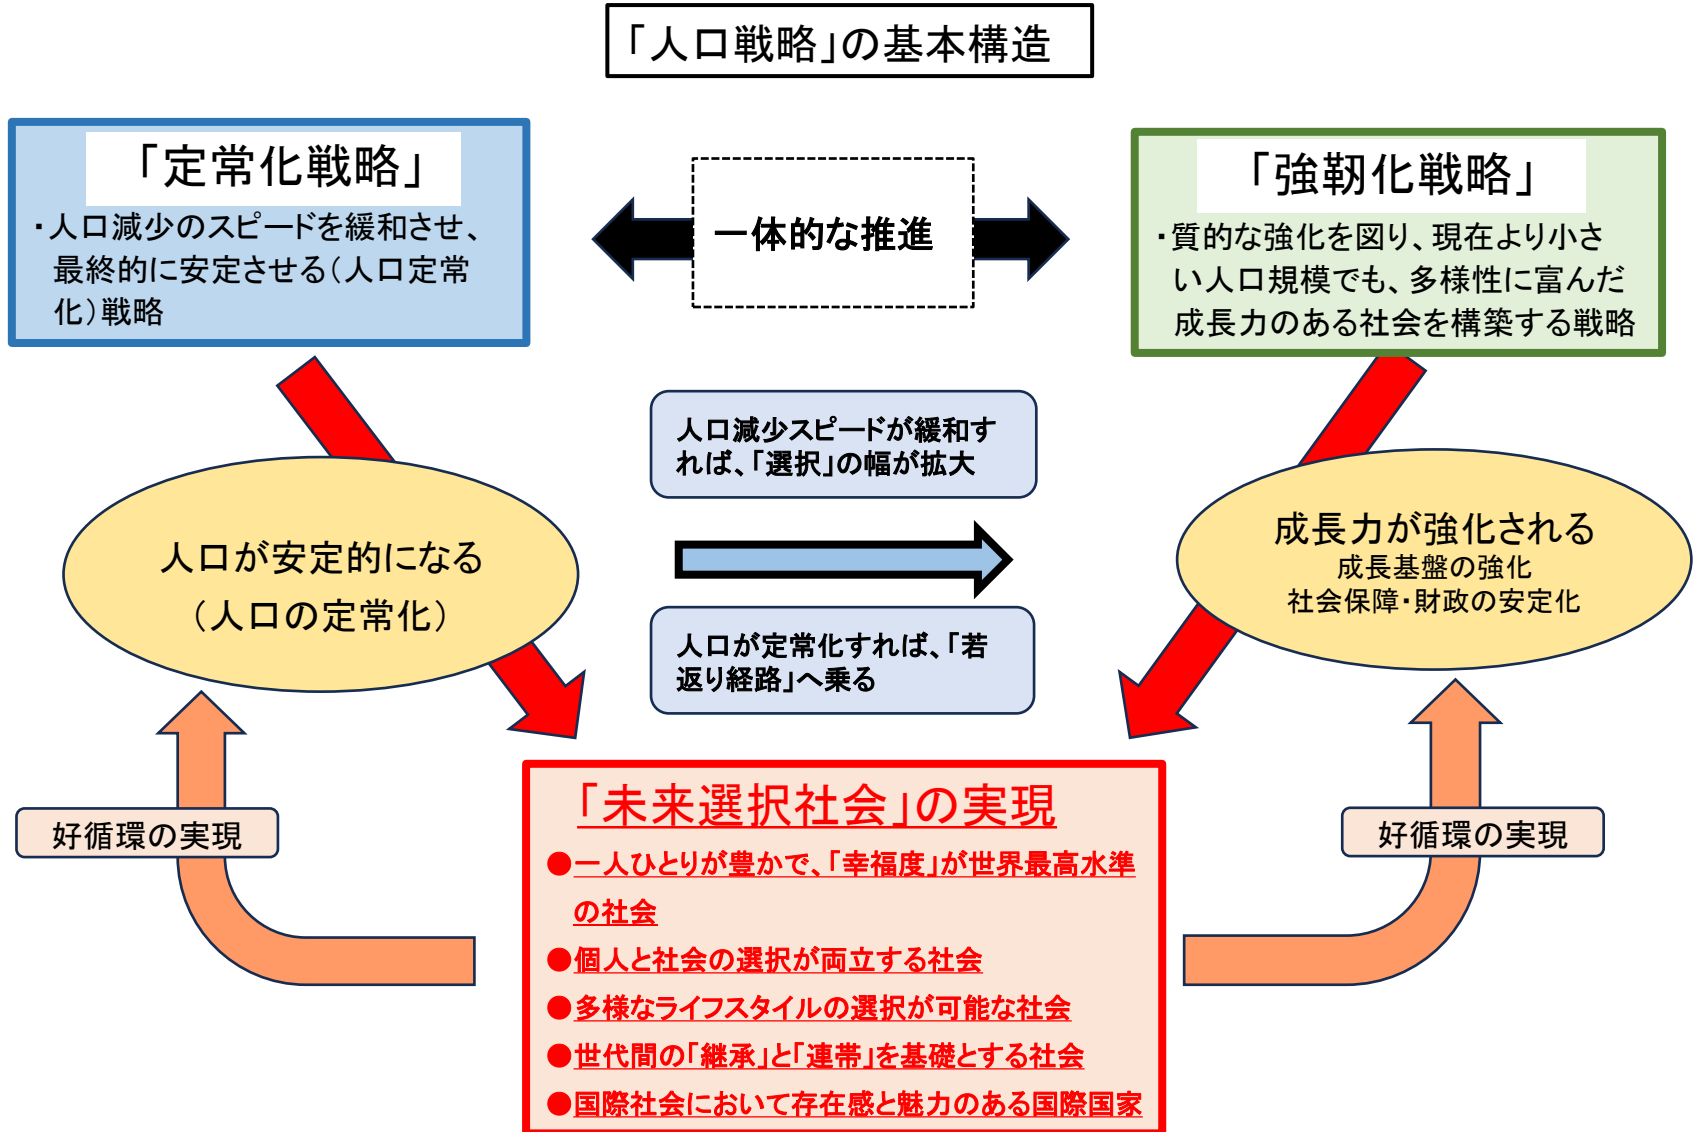 「人口戦略」の基本構造
「定常化戦略」
・人口減少のスピードを緩和させ、
最終的に安定させる（人口定常
化）戦略
一体的な推進
「強靭化戦略」
・質的な強化を図り、現在より小さ
い人口規模でも、多様性に富んだ
成長力のある社会を構築する戦略
人口減少スピードが緩和す
れば、「選択」の幅が拡大
人口が安定的になる
（人口の定常化）
成長力が強化される
成長基盤の強化
社会保障・財政の安定化
人口が定常化すれば、「若
返り経路」へ乗る
好循環の実現
「未来選択社会」の実現
●一人ひとりが豊かで、「幸福度」が世界最高水準
の社会
●個人と社会の選択が両立する社会
●多様なライフスタイルの選択が可能な社会
●世代間の「継承」と「連帯」を基礎とする社会
●国際社会において存在感と魅力のある国際国家
好循環の実現